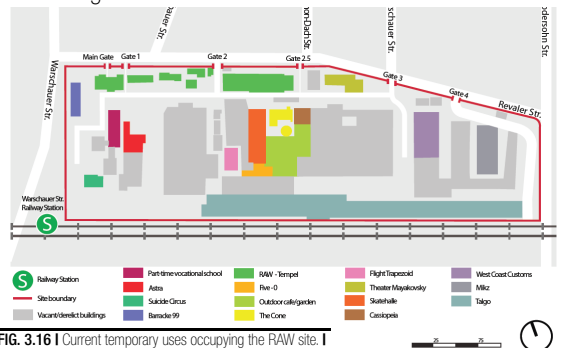 Warschauer Str.
schauer Str.
Main Gate
Gate 1
Gate 2
Gate 2.5
Gate 3
Gate 4
Revaler Str.
Warschauer Str.
Railway Station
S
S
Railway Station
Site boundary
Vacant/derelict buildings
Part-time vocational school
Astra
Suicide Circus
Barracke 99
RAW - Tempel
Five -0
Outdoor cafe/garden
The Cone
Flight Trapezoid
Theater Mayakovsky
Skatehalle
Cassiopeia
West Coast Customs
Mikz
Talgo
FIG. 3.16 I Current temporary uses occupying the RAW site. I
25
75